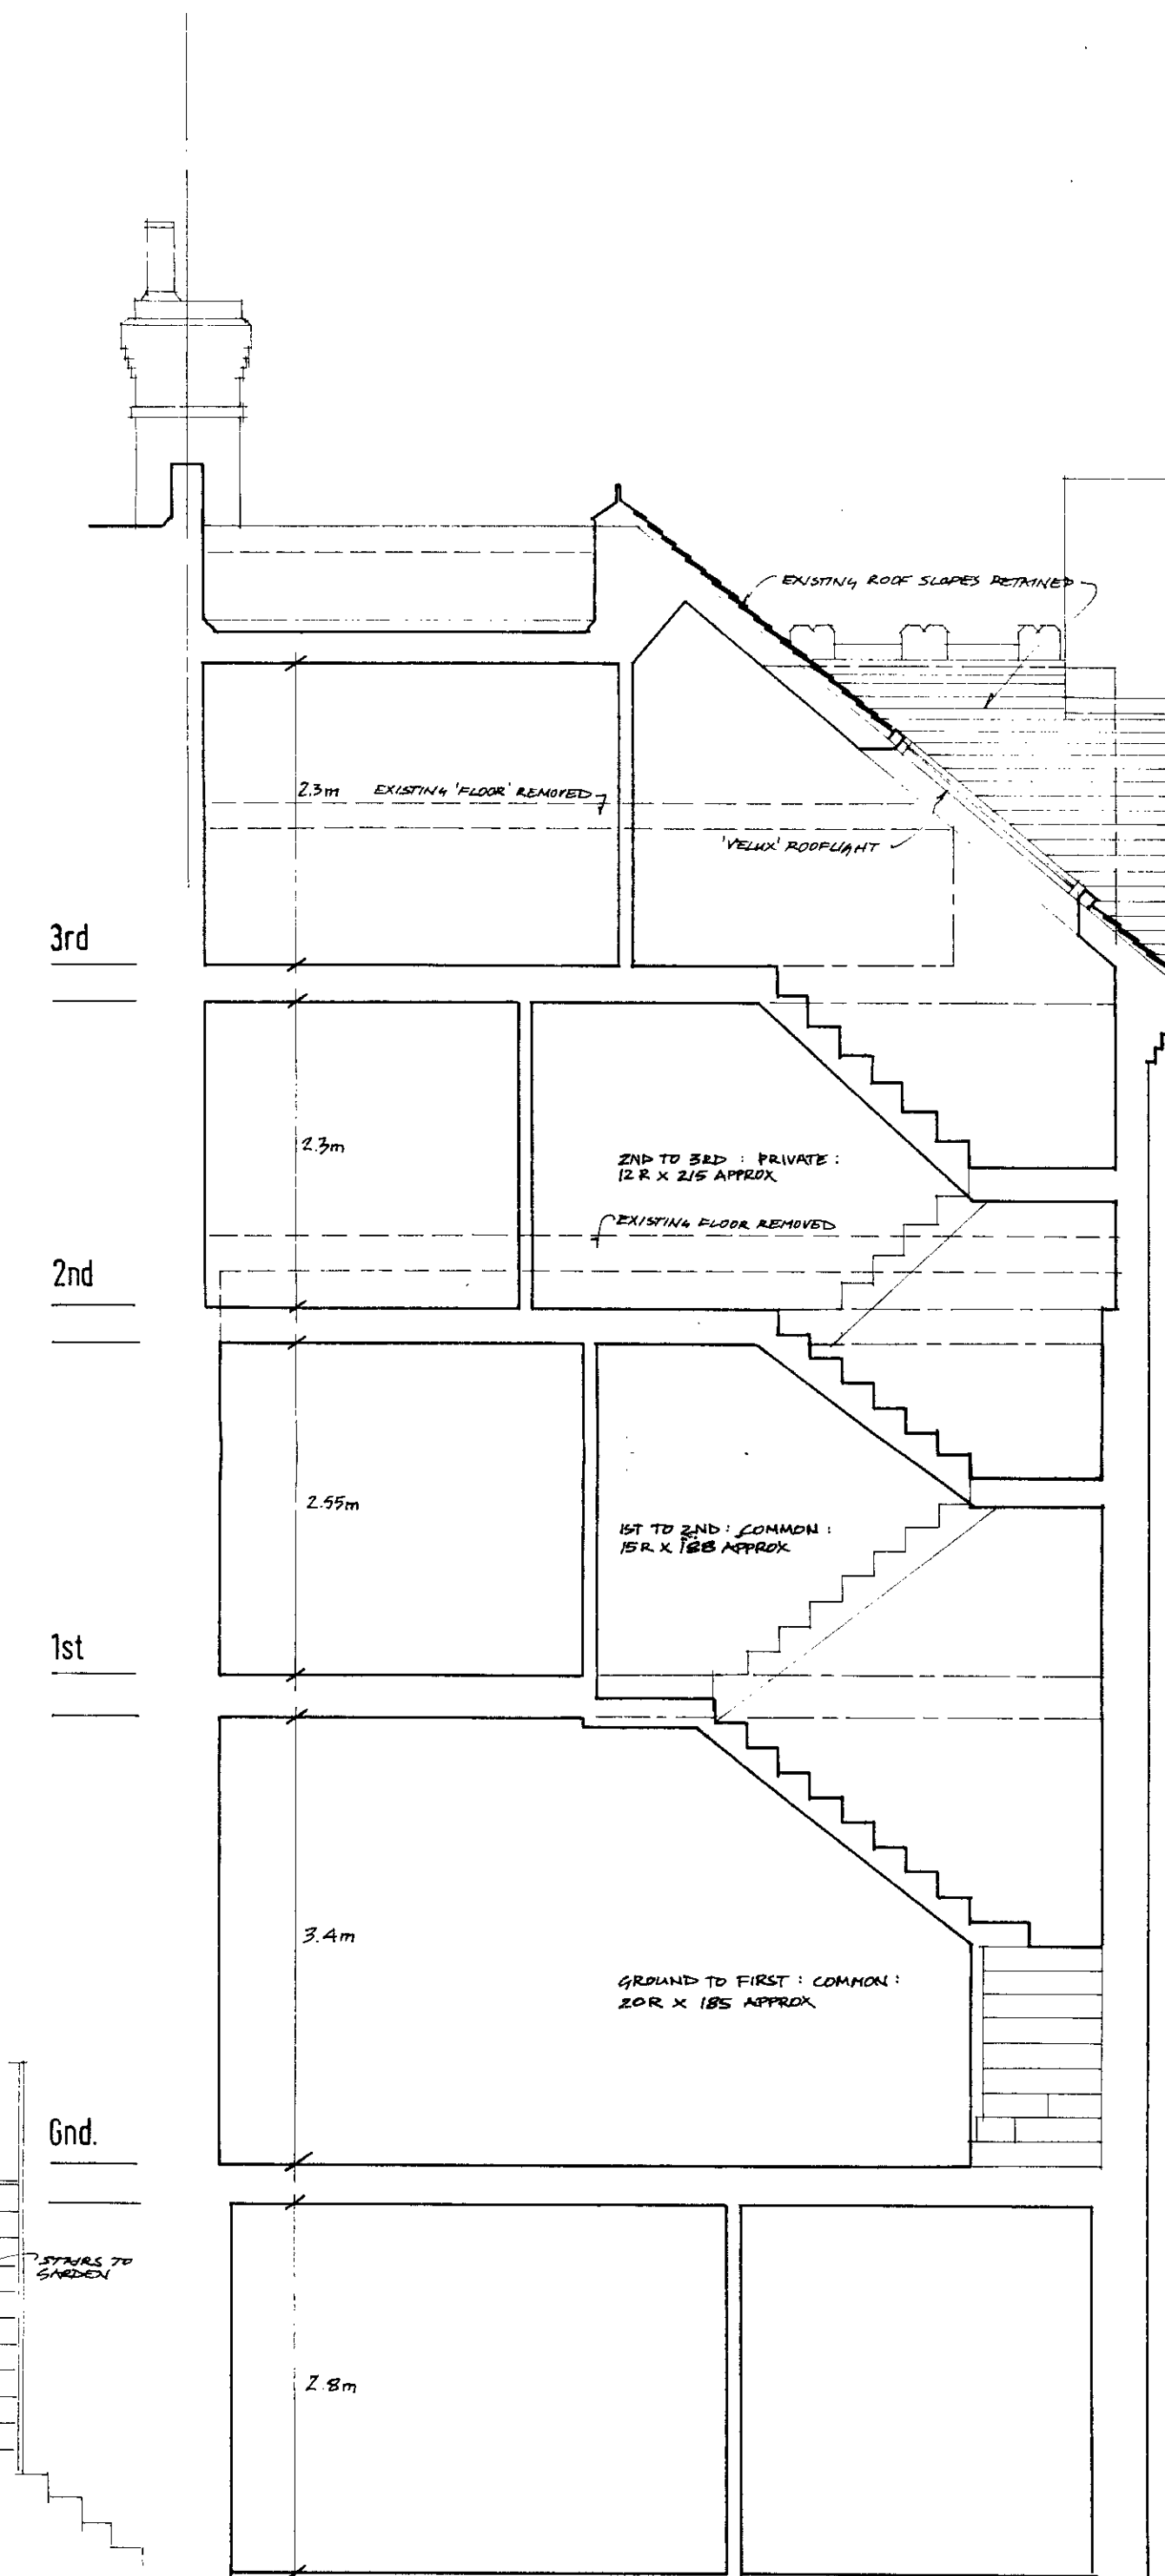 EXISTING ROOF SLOPES RETAINED
2.3m
EXISTING 'FLOOR' REMOVED
'VELUX' ROOFLIGHT
3rd
2.3m
2ND TO 3RD : PRIVATE :
12 R X 215 APPROX
EXISTING FLOOR REMOVED
2nd
2.55m
1ST TO 2ND : COMMON :
15 R X 188 APPROX
1st
3.4m
GROUND TO FIRST : COMMON :
20 R X 185 APPROX
Gnd.
STAIRS TO
GARDEN
2.8m